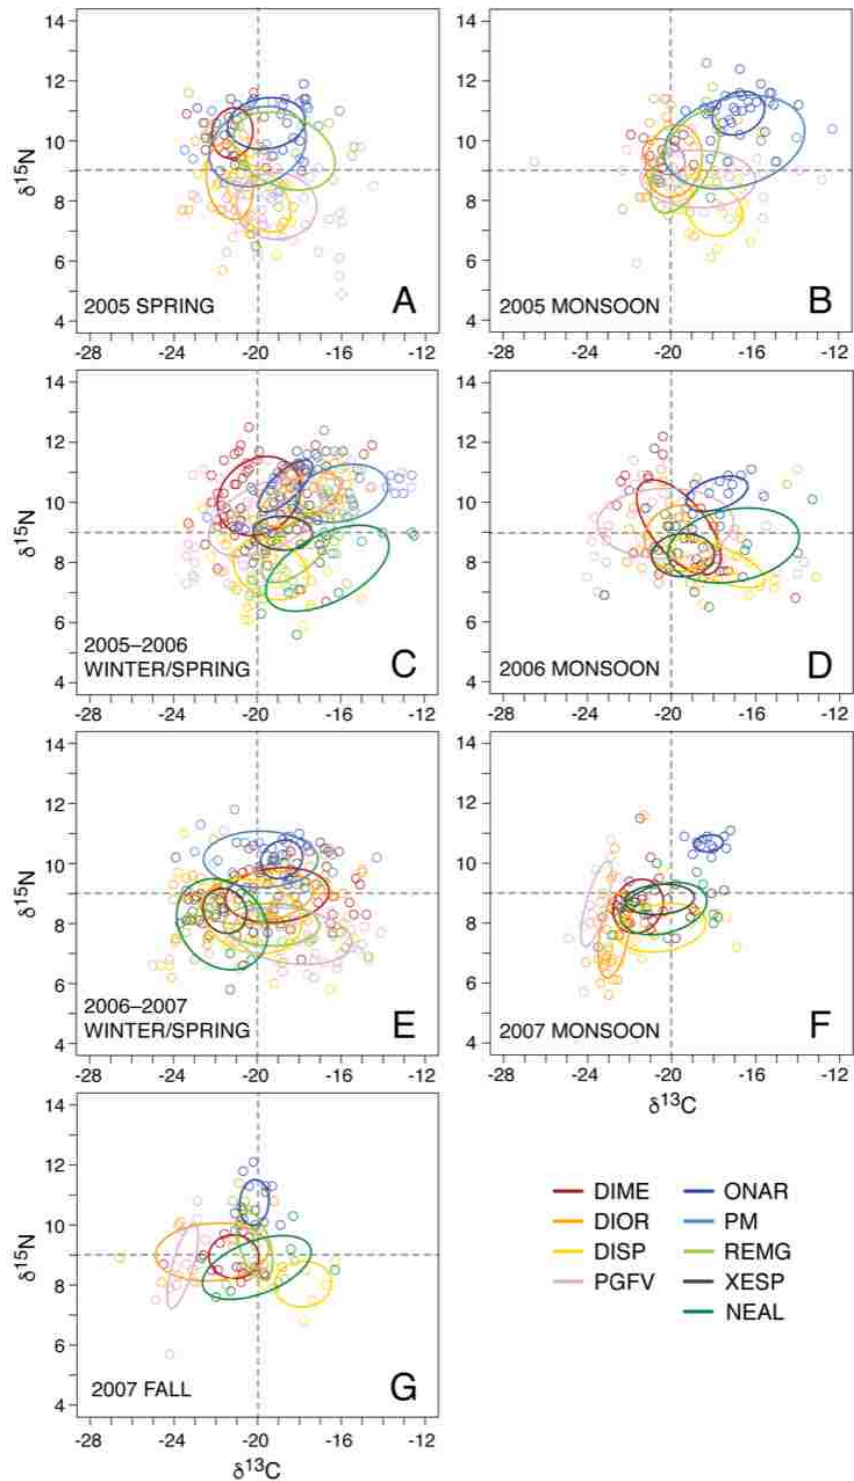 14
12
10
8
6
4
δ15N
2005 SPRING
A
-28 -24 -20 -16 -12
14
12
10
8
6
4
2005 MONSOON
B
-28 -24 -20 -16 -12
14
12
10
8
6
4
δ15N
2005–2006
WINTER/SPRING
C
-28 -24 -20 -16 -12
14
12
10
8
6
4
2006 MONSOON
D
-28 -24 -20 -16 -12
14
12
10
8
6
4
δ15N
2006–2007
WINTER/SPRING
E
-28 -24 -20 -16 -12
14
12
10
8
6
4
2007 MONSOON
F
-28 -24 -20 -16 -12
δ13C
14
12
10
8
6
4
δ15N
2007 FALL
G
-28 -24 -20 -16 -12
δ13C
DIME ONAR
DIOR PM
DISP REMG
PGFV XESP
NEAL